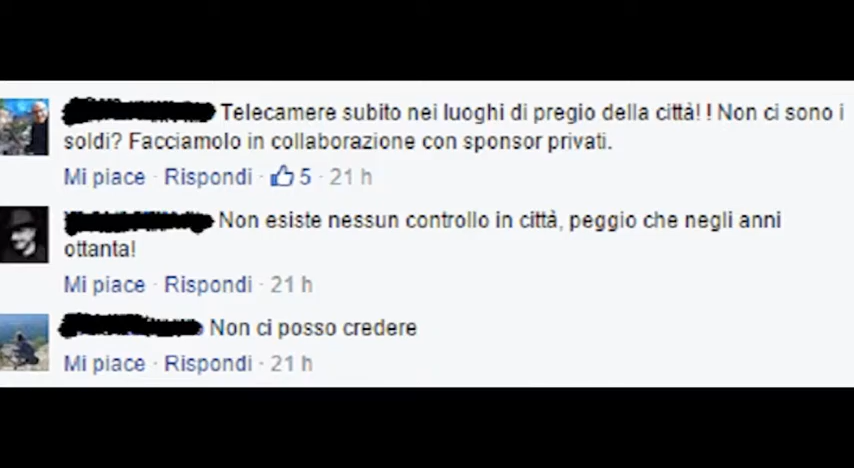 Telecamere subito nei luoghi di pregio della città! ! Non ci sono i
soldi? Facciamolo in collaborazione con sponsor privati.
Mi piace · Rispondi · 5 · 21 h
Non esiste nessun controllo in città, peggio che negli anni
ottanta!
Mi piace · Rispondi · 21 h
Non ci posso credere
Mi piace · Rispondi · 21 h